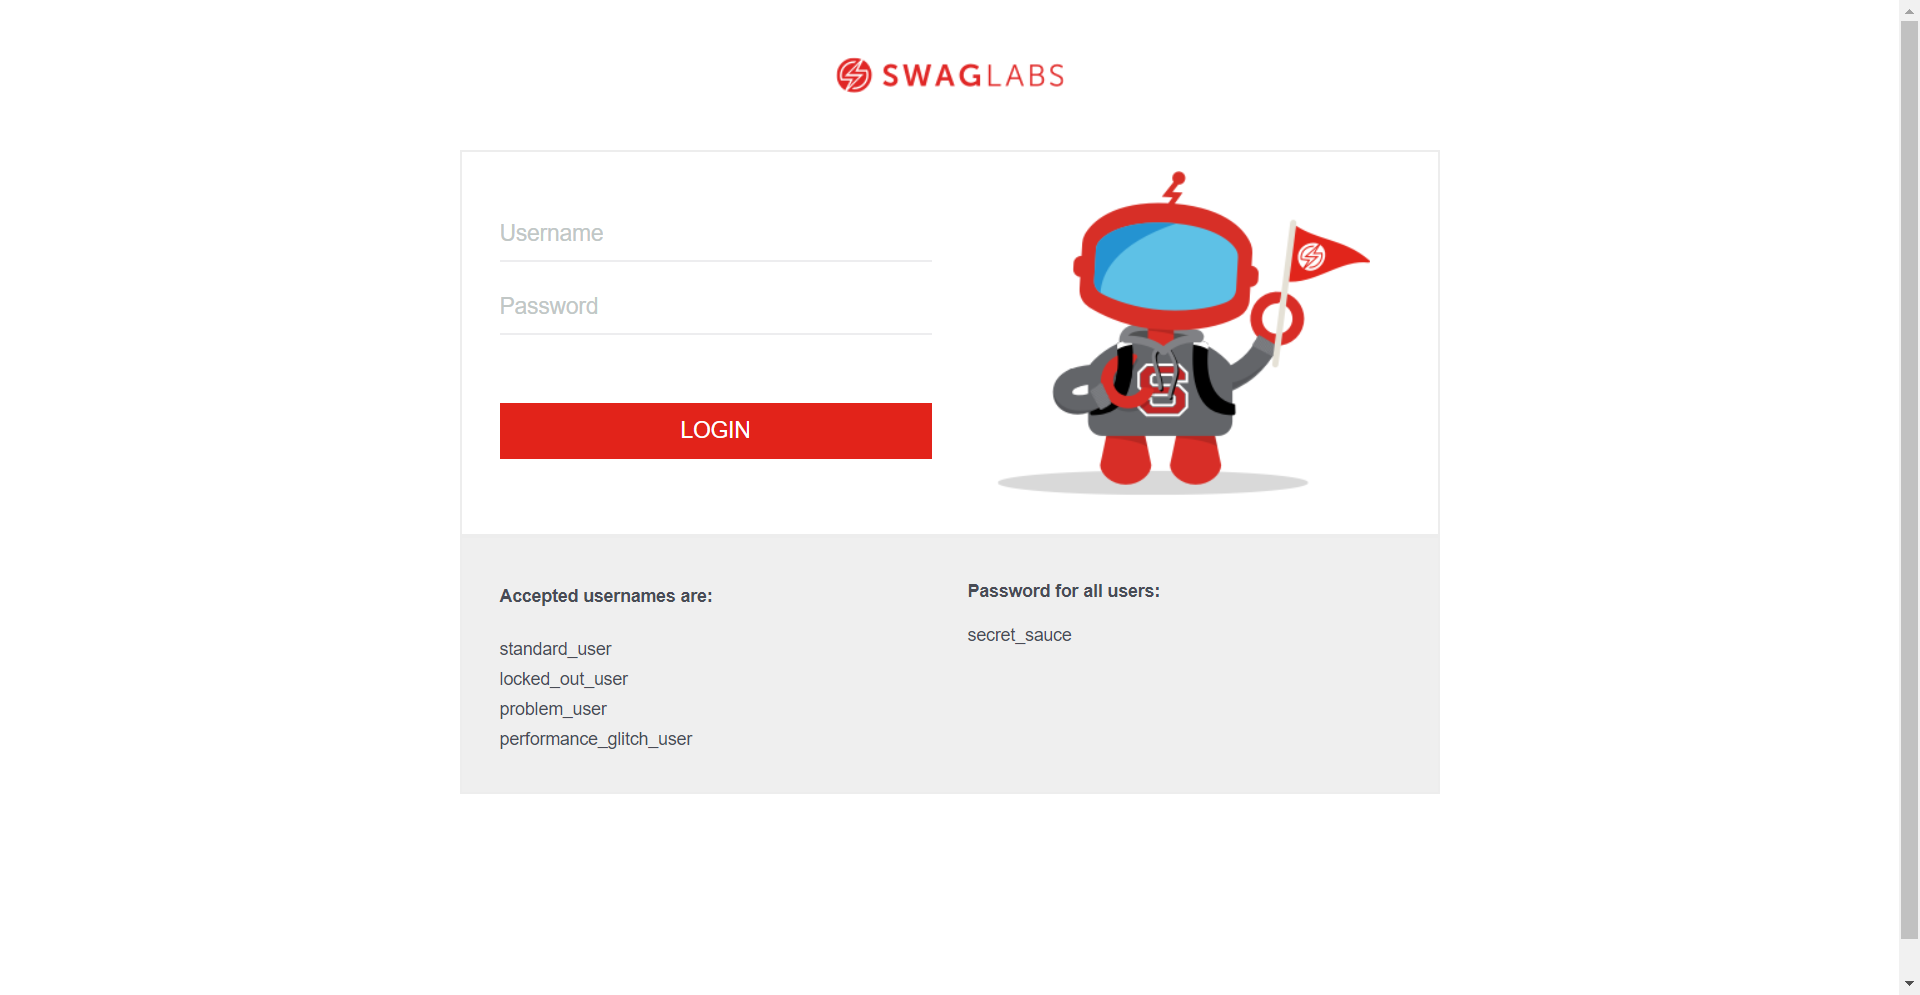 SWAGLABS
Username
Password
LOGIN
S
Accepted usernames are:
standard_user
locked_out_user
problem_user
performance_glitch_user
Password for all users:
secret_sauce